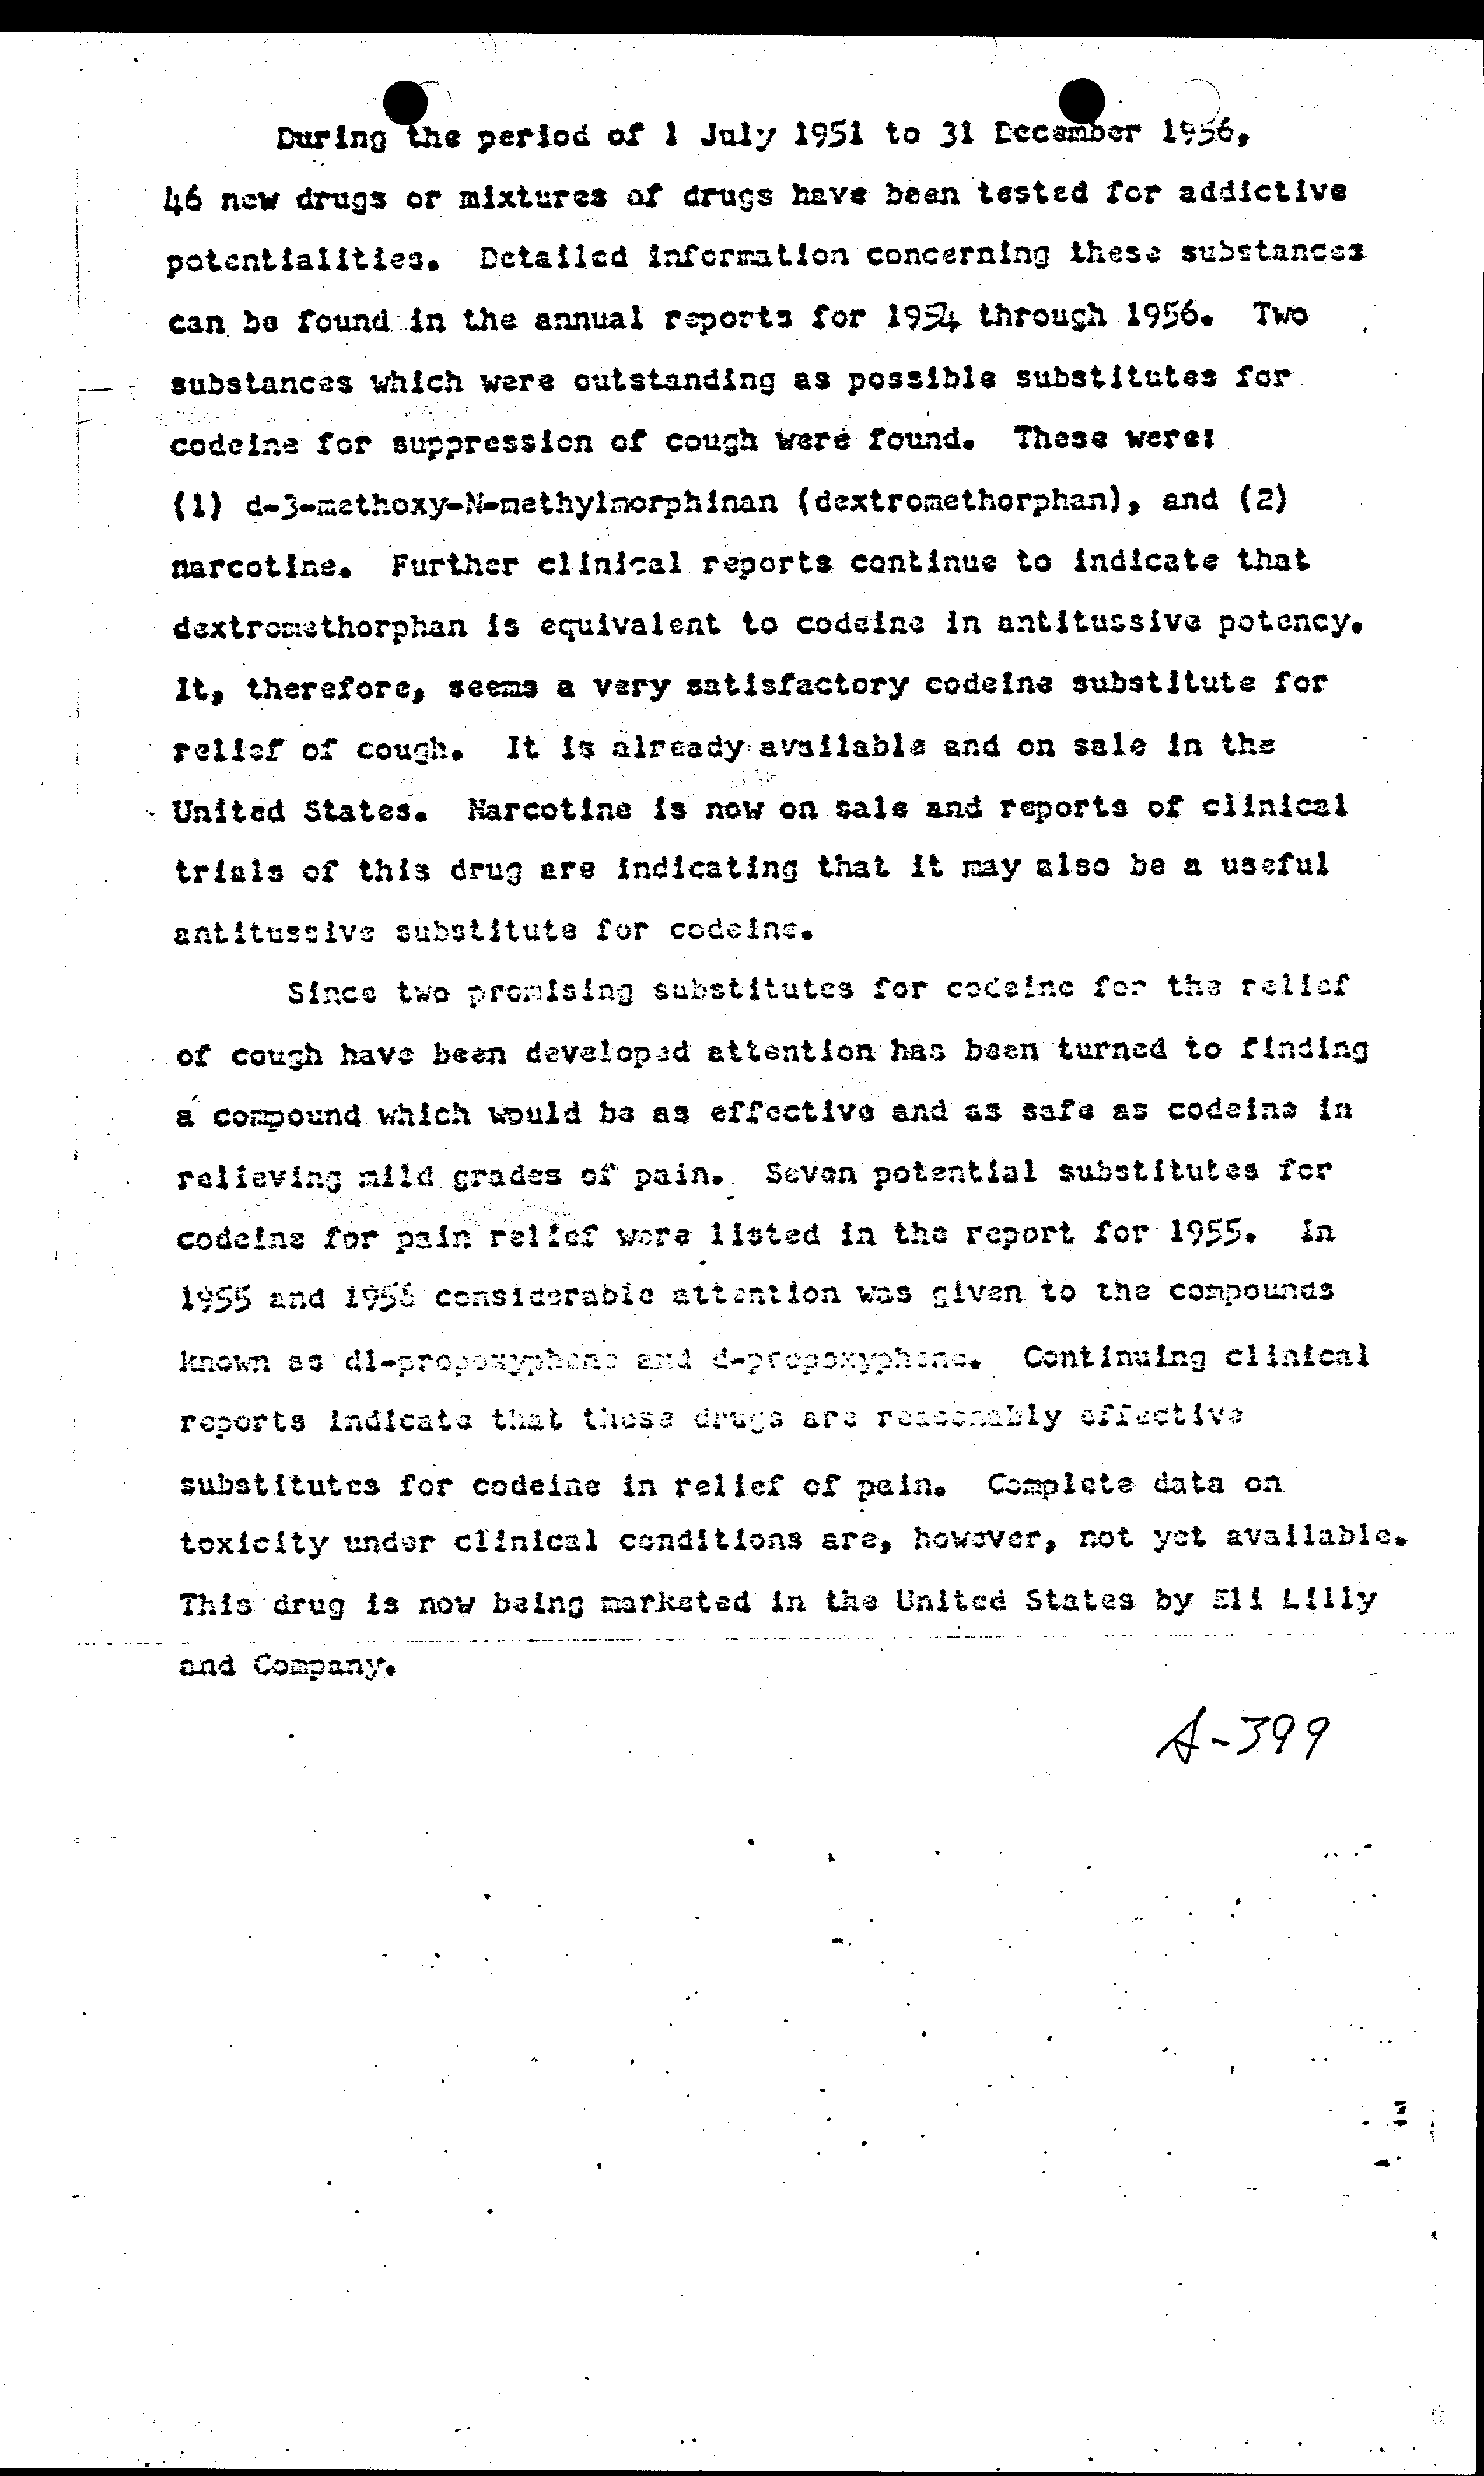 During the period of 1 July 1951 to 31 December 1956,
46 new drugs or mixtures of drugs have been tested for addictive
potentialities. Detailed information concerning these substances
can be found in the annual reports for 1954 through 1956. Two
substances which were outstanding as possible substitutes for
codeine for suppression of cough were found. These were:
(1) d-3-methoxy-N-methylmorphinan (dextromethorphan), and (2)
narcotine. Further clinical reports continue to indicate that
dextromethorphan is equivalent to codeine in antitussive potency.
It, therefore, seems a very satisfactory codeine substitute for
relief of cough. It is already available and on sale in the
United States. Narcotine is now on sale and reports of clinical
trials of this drug are indicating that it may also be a useful
antitussive substitute for codeine.
Since two promising substitutes for codeine for the relief
of cough have been developed attention has been turned to finding
a compound which would be as effective and as safe as codeine in
relieving mild grades of pain. Seven potential substitutes for
codeine for pain relief were listed in the report for 1955. In
1955 and 1956 considerable attention was given to the compounds
known as dl-propoxyphene and d-propoxyphene. Continuing clinical
reports indicate that these drugs are reasonably effective
substitutes for codeine in relief of pain. Complete data on
toxicity under clinical conditions are, however, not yet available.
This drug is now being marketed in the United States by Eli Lilly
and Company.
A-399